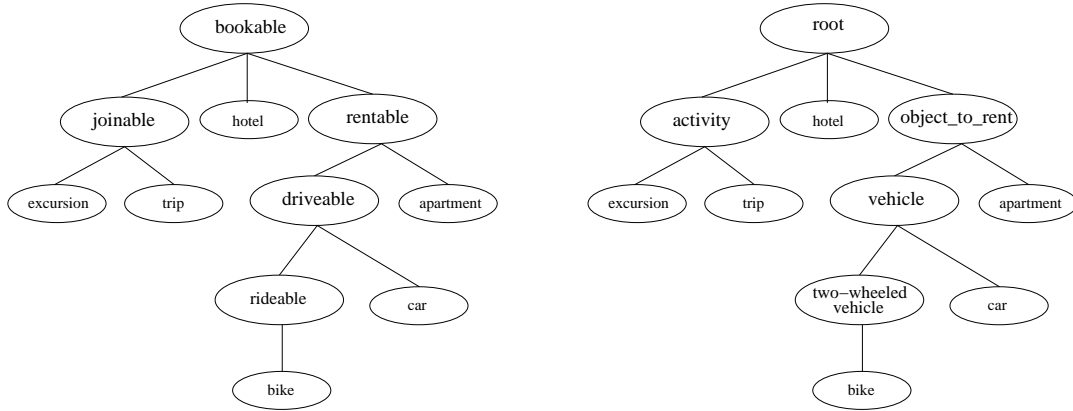 bookable
joinable
hotel
rentable
excursion
trip
driveable
apartment
rideable
car
bike
root
activity
hotel
object_to_rent
excursion
trip
vehicle
apartment
two−wheeled
vehicle
car
bike